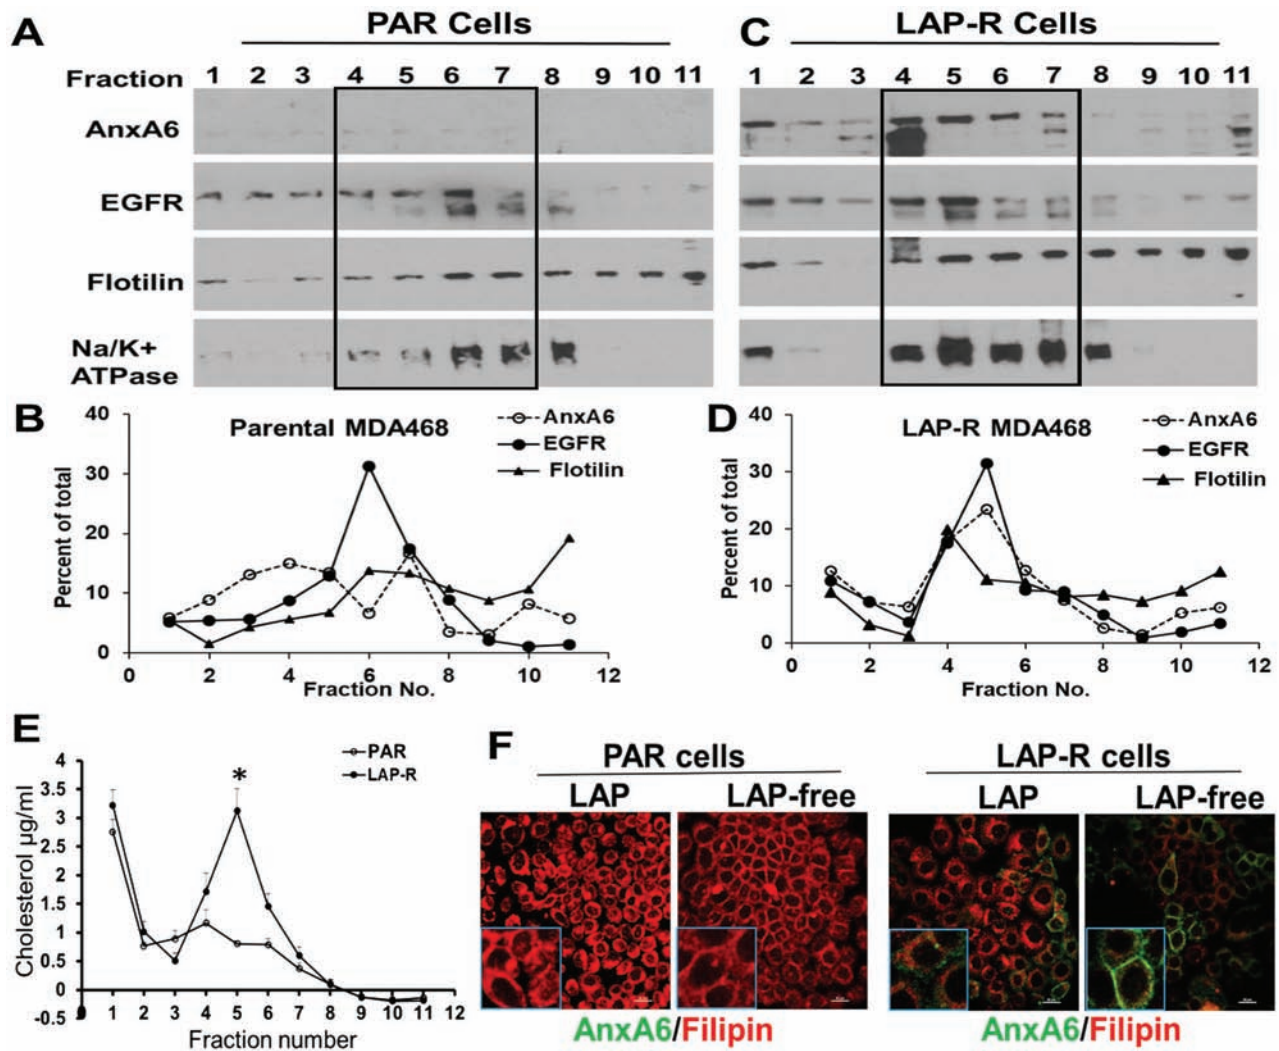 A
PAR Cells
Fraction 1 2 3 4 5 6 7 8 9 10 11
AnxA6
EGFR
Flotilin
Na/K+
ATPase
C
LAP-R Cells
1 2 3 4 5 6 7 8 9 10 11
B
Parental MDA468
AnxA6
EGFR
Flotilin
Percent of total
40
30
20
10
0
0 2 4 6 8 10 12
Fraction No.
D
LAP-R MDA468
AnxA6
EGFR
Flotilin
Percent of total
40
30
20
10
0
0 2 4 6 8 10 12
Fraction No.
E
PAR
LAP-R
*
Cholesterol µg/ml
4
3.5
3
2.5
2
1.5
1
0.5
0
-0.5
0 1 2 3 4 5 6 7 8 9 10 11 12
Fraction number
F
PAR cells
LAP LAP-free
AnxA6/Filipin
LAP-R cells
LAP LAP-free
AnxA6/Filipin